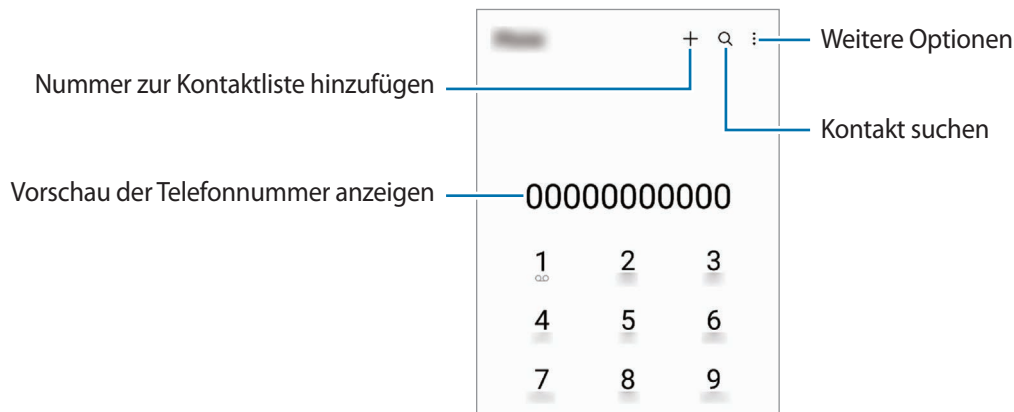 Weitere Optionen
Nummer zur Kontaktliste hinzufügen
Kontakt suchen
Vorschau der Telefonnummer anzeigen
00000000000
1 2 3
4 5 6
7 8 9